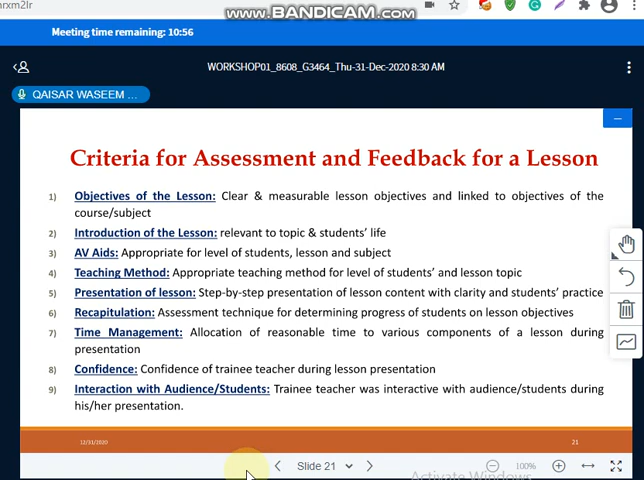 nrxm2lr
WWW.BANDICAM.COM
Meeting time remaining: 10:56
WORKSHOP01_8608_G3464_Thu-31-Dec-2020 8:30 AM
QAISAR WASEEM ...
Criteria for Assessment and Feedback for a Lesson
1) Objectives of the Lesson: Clear & measurable lesson objectives and linked to objectives of the
course/subject
2) Introduction of the Lesson: relevant to topic & students' life
3) AV Aids: Appropriate for level of students, lesson and subject
4) Teaching Method: Appropriate teaching method for level of students' and lesson topic
5) Presentation of lesson: Step-by-step presentation of lesson content with clarity and students' practice
6) Recapitulation: Assessment technique for determining progress of students on lesson objectives
7) Time Management: Allocation of reasonable time to various components of a lesson during
presentation
8) Confidence: Confidence of trainee teacher during lesson presentation
9) Interaction with Audience/Students: Trainee teacher was interactive with audience/students during
his/her presentation.
12/31/2020 21
Slide 21 100%
Activate Windows